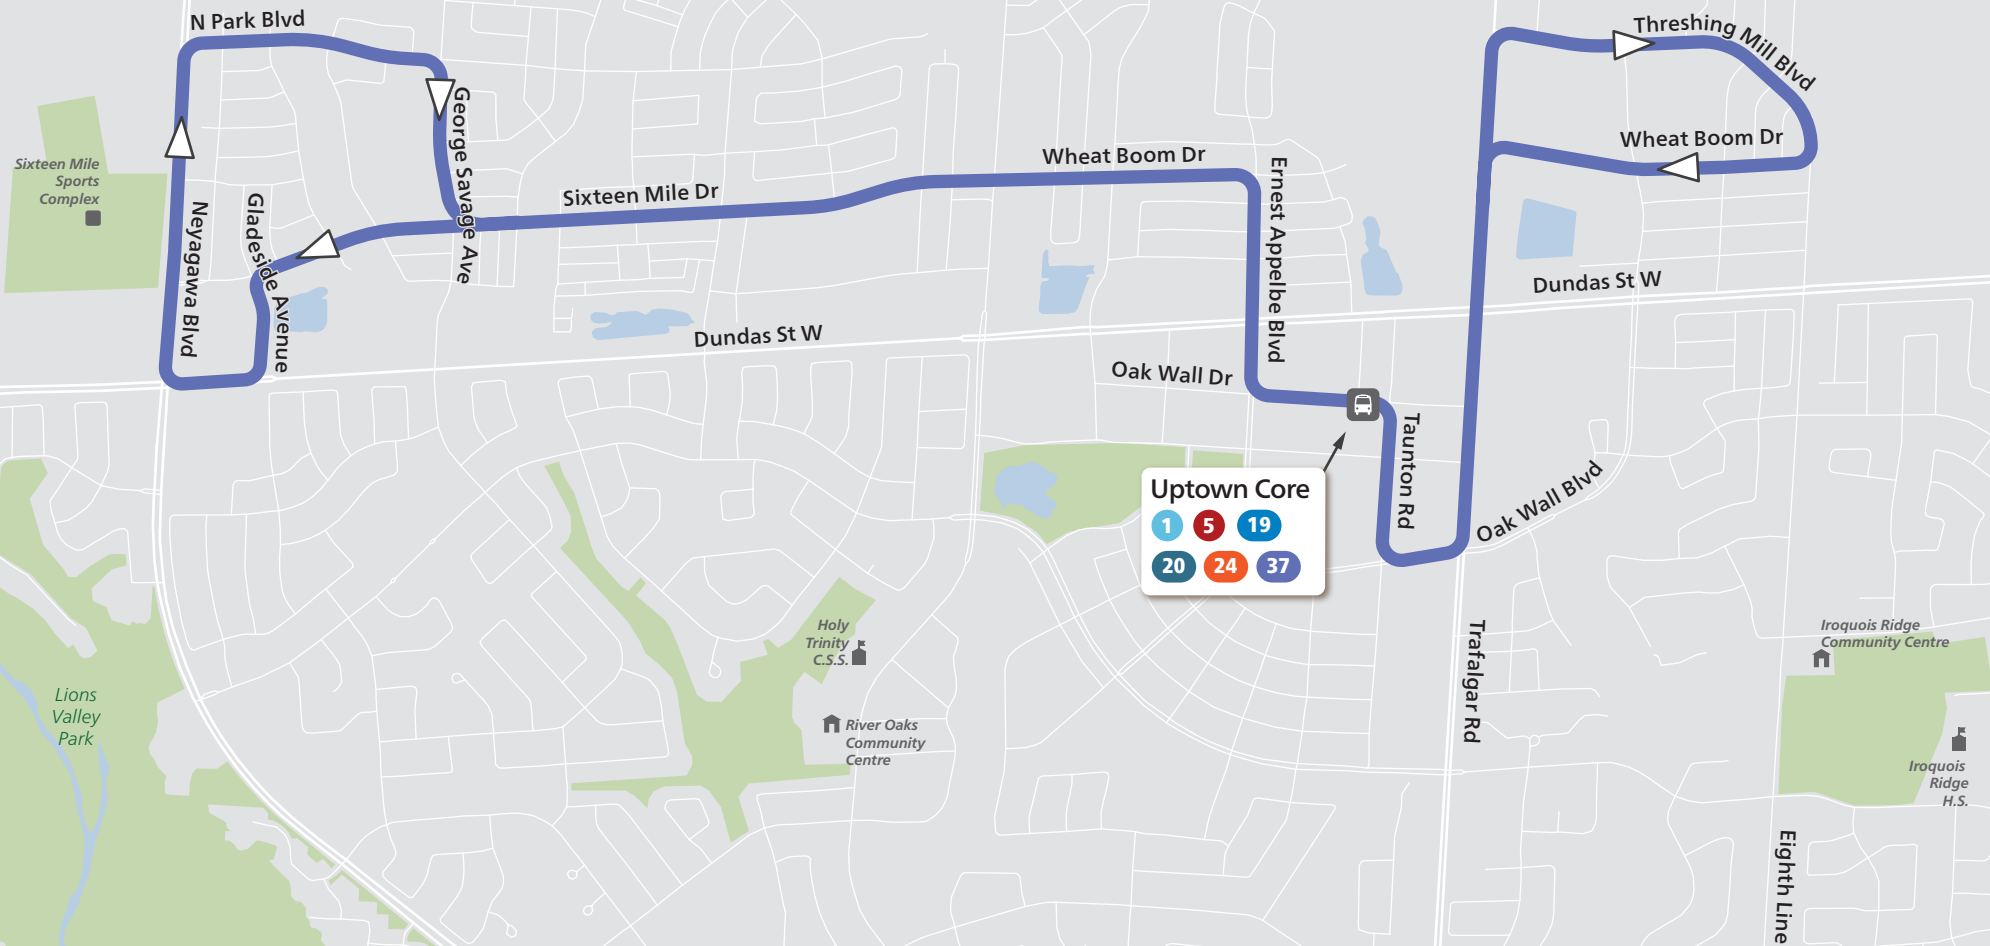 N Park Blvd
Threshing Mill Blvd
George Savage Ave
Wheat Boom Dr
Wheat Boom Dr
Sixteen Mile
Sports
Complex
Sixteen Mile Dr
Ernest Appelbe Blvd
Gladeside Avenue
Neyagawa Blvd
Dundas St W
Dundas St W
Oak Wall Dr
Taunton Rd
Uptown Core
1 5 19
20 24 37
Oak Wall Blvd
Holy
Trinity
C.S.S.
Trafalgar Rd
Iroquois Ridge
Community Centre
Lions
Valley
Park
River Oaks
Community
Centre
Iroquois
Ridge
H.S.
Eighth Line